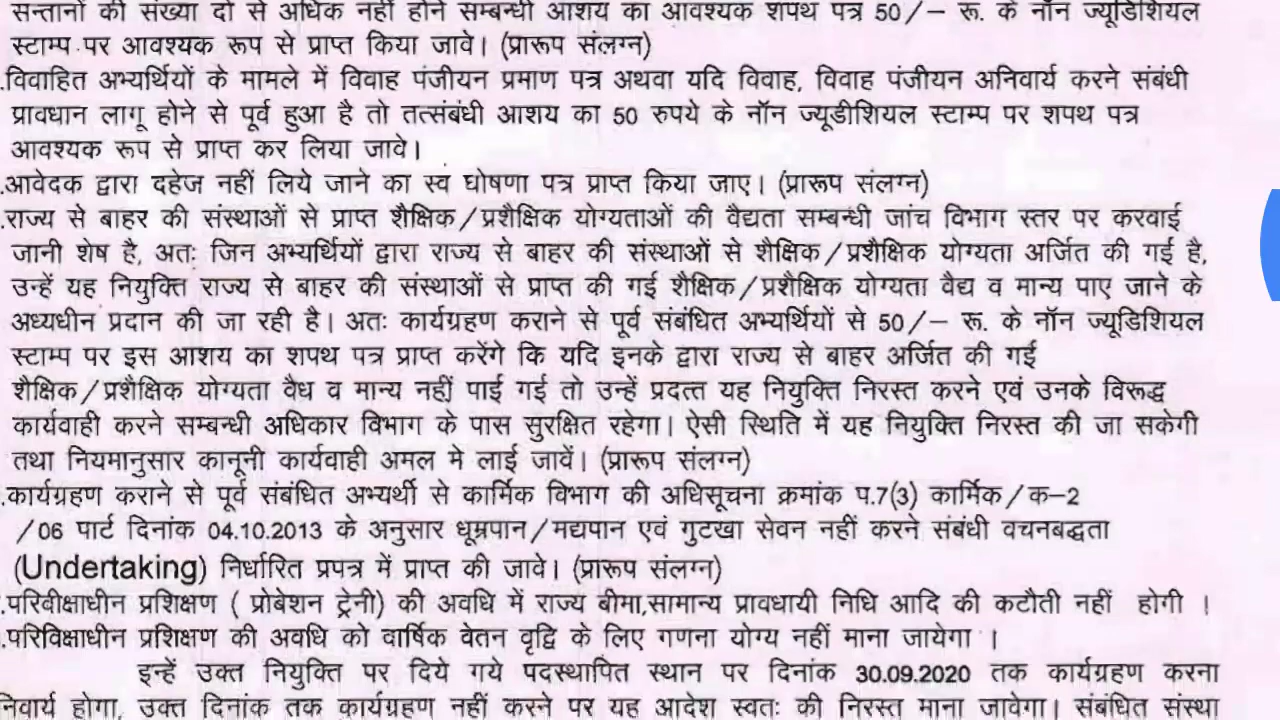 सन्तानों की संख्या दो से अधिक नहीं होने सम्बन्धी आशय का आवश्यक शपथ पत्र 50/– रू. के नॉन ज्यूडिशियल
स्टाम्प पर आवश्यक रूप से प्राप्त किया जावे। (प्रारूप संलग्न)
.विवाहित अभ्यर्थियों के मामले में विवाह पंजीयन प्रमाण पत्र अथवा यदि विवाह, विवाह पंजीयन अनिवार्य करने संबंधी
प्रावधान लागू होने से पूर्व हुआ है तो तत्संबंधी आशय का 50 रुपये के नॉन ज्यूडीशियल स्टाम्प पर शपथ पत्र
आवश्यक रूप से प्राप्त कर लिया जावे।
.आवेदक द्वारा दहेज नहीं लिये जाने का स्व घोषणा पत्र प्राप्त किया जाए। (प्रारूप संलग्न)
.राज्य से बाहर की संस्थाओं से प्राप्त शैक्षिक/प्रशैक्षिक योग्यताओं की वैद्यता सम्बन्धी जांच विभाग स्तर पर करवाई
जानी शेष है, अतः जिन अभ्यर्थियों द्वारा राज्य से बाहर की संस्थाओं से शैक्षिक/प्रशैक्षिक योग्यता अर्जित की गई है,
उन्हें यह नियुक्ति राज्य से बाहर की संस्थाओं से प्राप्त की गई शैक्षिक/प्रशैक्षिक योग्यता वैद्य व मान्य पाए जाने के
अध्यधीन प्रदान की जा रही है। अतः कार्यग्रहण कराने से पूर्व संबंधित अभ्यर्थियों से 50/– रू. के नॉन ज्यूडिशियल
स्टाम्प पर इस आशय का शपथ पत्र प्राप्त करेंगे कि यदि इनके द्वारा राज्य से बाहर अर्जित की गई
शैक्षिक/प्रशैक्षिक योग्यता वैध व मान्य नहीं पाई गई तो उन्हें प्रदत्त यह नियुक्ति निरस्त करने एवं उनके विरूद्ध
कार्यवाही करने सम्बन्धी अधिकार विभाग के पास सुरक्षित रहेगा। ऐसी स्थिति में यह नियुक्ति निरस्त की जा सकेगी
तथा नियमानुसार कानूनी कार्यवाही अमल मे लाई जावें। (प्रारूप संलग्न)
.कार्यग्रहण कराने से पूर्व संबंधित अभ्यर्थी से कार्मिक विभाग की अधिसूचना क्रमांक प.7(3) कार्मिक/क–2
/06 पार्ट दिनांक 04.10.2013 के अनुसार धूम्रपान/मद्यपान एवं गुटखा सेवन नहीं करने संबंधी वचनबद्धता
(Undertaking) निर्धारित प्रपत्र में प्राप्त की जावे। (प्रारूप संलग्न)
.परिवीक्षाधीन प्रशिक्षण ( प्रोबेशन ट्रेनी) की अवधि में राज्य बीमा,सामान्य प्रावधायी निधि आदि की कटौती नहीं होगी ।
.परिविक्षाधीन प्रशिक्षण की अवधि को वार्षिक वेतन वृद्वि के लिए गणना योग्य नहीं माना जायेगा ।
इन्हें उक्त नियुक्ति पर दिये गये पदस्थापित स्थान पर दिनांक 30.09.2020 तक कार्यग्रहण करना
निवार्य होगा, उक्त दिनांक तक कार्यग्रहण नहीं करने पर यह आदेश स्वतः की निरस्त माना जावेगा। संबंधित संस्था